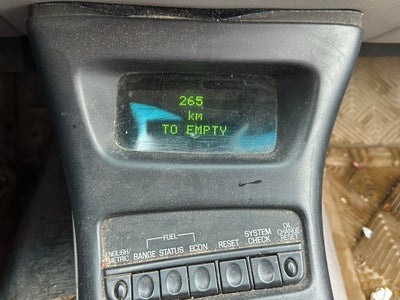 265
km
TO EMPTY
ENGLISH/
METRIC
FUEL
RANGE STATUS ECON
RESET
SYSTEM
CHECK
OIL
CHANGE
RESET